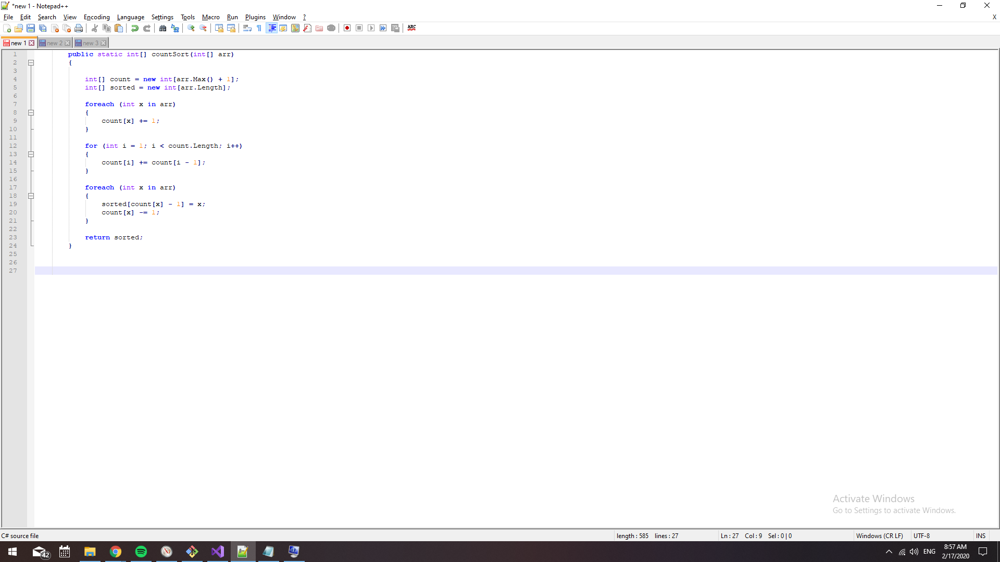 *new 1 - Notepad++
File Edit Search View Encoding Language Settings Tools Macro Run Plugins Window ? X
ABC
new 1 new 2 new 3
1 public static int[] countSort(int[] arr)
2 {
3
4 int[] count = new int[arr.Max() + 1];
5 int[] sorted = new int[arr.Length];
6
7 foreach (int x in arr)
8 {
9 count[x] += 1;
10 }
11
12 for (int i = 1; i < count.Length; i++)
13 {
14 count[i] += count[i - 1];
15 }
16
17 foreach (int x in arr)
18 {
19 sorted[count[x] - 1] = x;
20 count[x] -= 1;
21 }
22
23 return sorted;
24 }
25
26
27
Activate Windows
Go to Settings to activate Windows.
C# source file length : 585 lines : 27 Ln : 27 Col : 9 Sel : 0 | 0 Windows (CR LF) UTF-8 INS
42 ENG 8:57 AM
2/17/2020